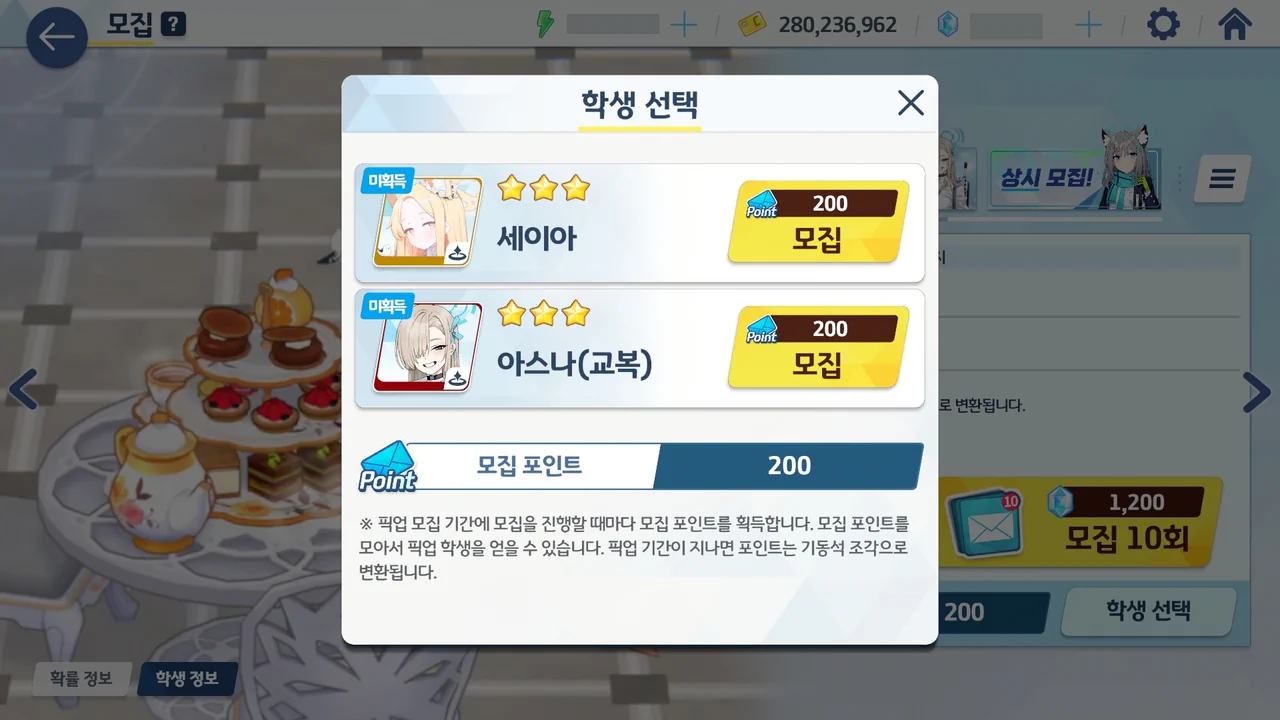 모집 ?
280,236,962
학생 선택
미획득
세이아
Point
200
모집
미획득
아스나(교복)
Point
200
모집
Point
모집 포인트
200
※ 픽업 모집 기간에 모집을 진행할 때마다 모집 포인트를 획득합니다. 모집 포인트를
모아서 픽업 학생을 얻을 수 있습니다. 픽업 기간이 지나면 포인트는 기동석 조각으로
변환됩니다.
상시 모집!
로 변환됩니다.
10
1,200
모집 10회
200
학생 선택
확률 정보
학생 정보